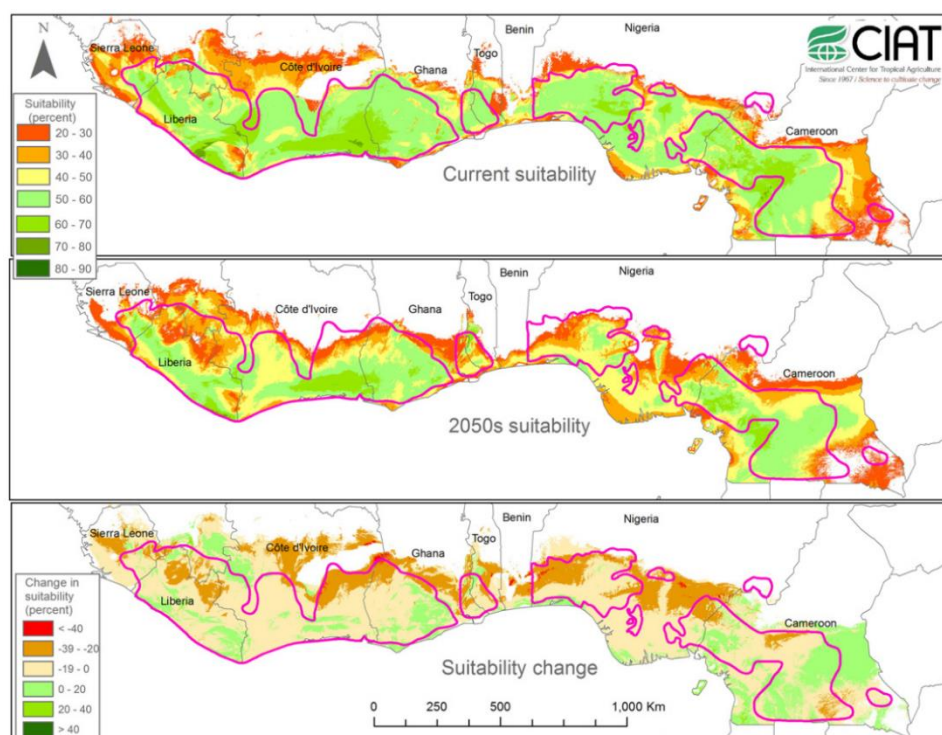 N
Sierra Leone
Côte d'Ivoire
Ghana
Togo
Benin
Nigeria
CIAT
International Center for Tropical Agriculture
Since 1967 / Science to cultivate change
Suitability
(percent)
20 - 30
30 - 40
40 - 50
50 - 60
60 - 70
70 - 80
80 - 90
Liberia
Cameroon
Current suitability
Sierra Leone
Côte d'Ivoire
Ghana
Togo
Benin
Nigeria
Liberia
Cameroon
2050s suitability
Sierra Leone
Côte d'Ivoire
Ghana
Togo
Benin
Nigeria
Liberia
Cameroon
Change in
suitability
(percent)
< -40
-39 - -20
-19 - 0
0 - 20
20 - 40
> 40
Suitability change
0 250 500 1,000 Km